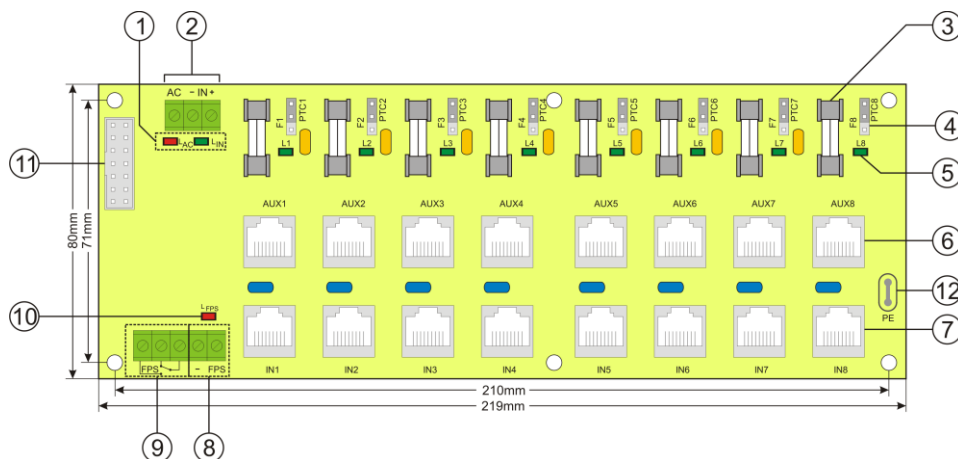 1 2 3
AC - IN +
F1 PTC1 F2 PTC2 F3 PTC3 F4 PTC4 F5 PTC5 F6 PTC6 F7 PTC7 F8 PTC8
4
LAC LIN
L1 L2 L3 L4 L5 L6 L7 L8
11
5
AUX1 AUX2 AUX3 AUX4 AUX5 AUX6 AUX7 AUX8
80mm
71mm
6
12
10
LFPS
PE
7
FPS - FPS
IN1 IN2 IN3 IN4 IN5 IN6 IN7 IN8
210mm
219mm
9 8